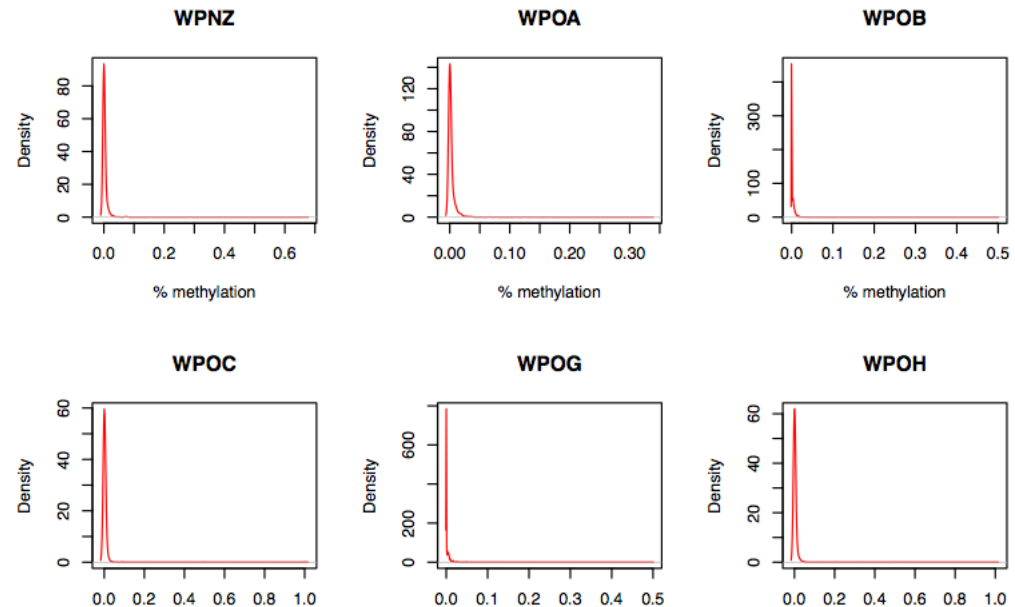 WPNZ WPOA WPOB
Density
0 20 40 60 80
0.0 0.2 0.4 0.6
% methylation
Density
0 40 80 120
0.00 0.10 0.20 0.30
% methylation
Density
0 100 300
0.0 0.1 0.2 0.3 0.4 0.5
% methylation
WPOC WPOG WPOH
Density
0 20 40 60
0.0 0.2 0.4 0.6 0.8 1.0
Density
0 200 600
0.0 0.1 0.2 0.3 0.4 0.5
Density
0 20 40 60
0.0 0.2 0.4 0.6 0.8 1.0